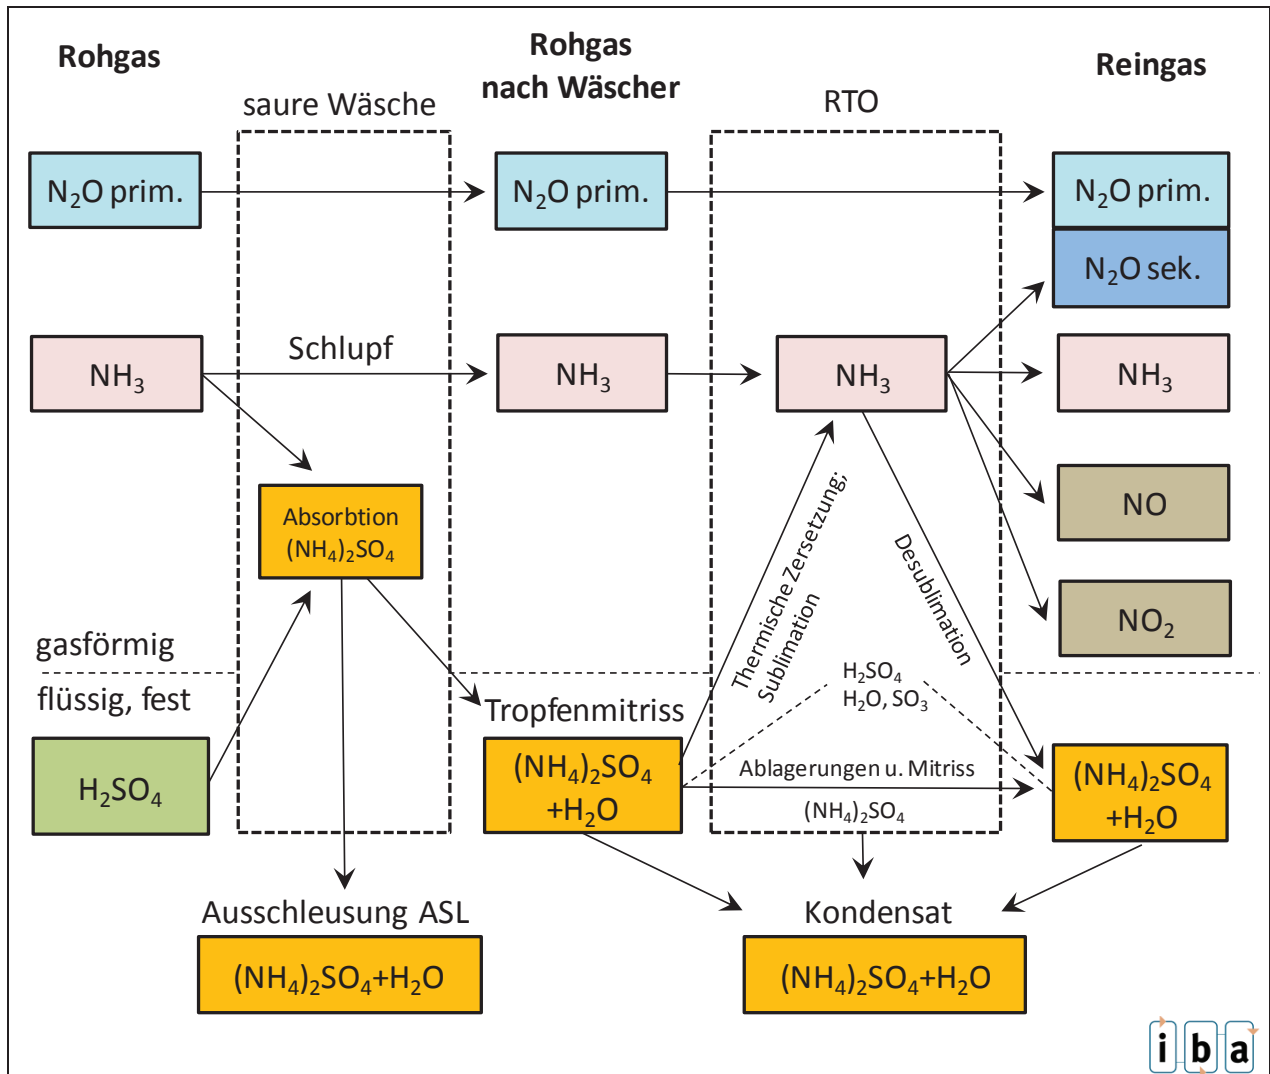 Rohgas
Rohgas
nach Wäscher
Reingas
saure Wäsche
RTO
N₂O prim.
N₂O prim.
N₂O prim.
N₂O sek.
Schlupf
NH₃
NH₃
NH₃
NH₃
Absorbtion
(NH₄)₂SO₄
NO
NO₂
Thermische Zersetzung;
Sublimation
Desublimation
gasförmig
flüssig, fest
H₂SO₄
H₂O, SO₃
Tropfenmitriss
H₂SO₄
(NH₄)₂SO₄
+H₂O
Ablagerungen u. Mitriss
(NH₄)₂SO₄
(NH₄)₂SO₄
+H₂O
Ausschleusung ASL
(NH₄)₂SO₄+H₂O
Kondensat
(NH₄)₂SO₄+H₂O
iba